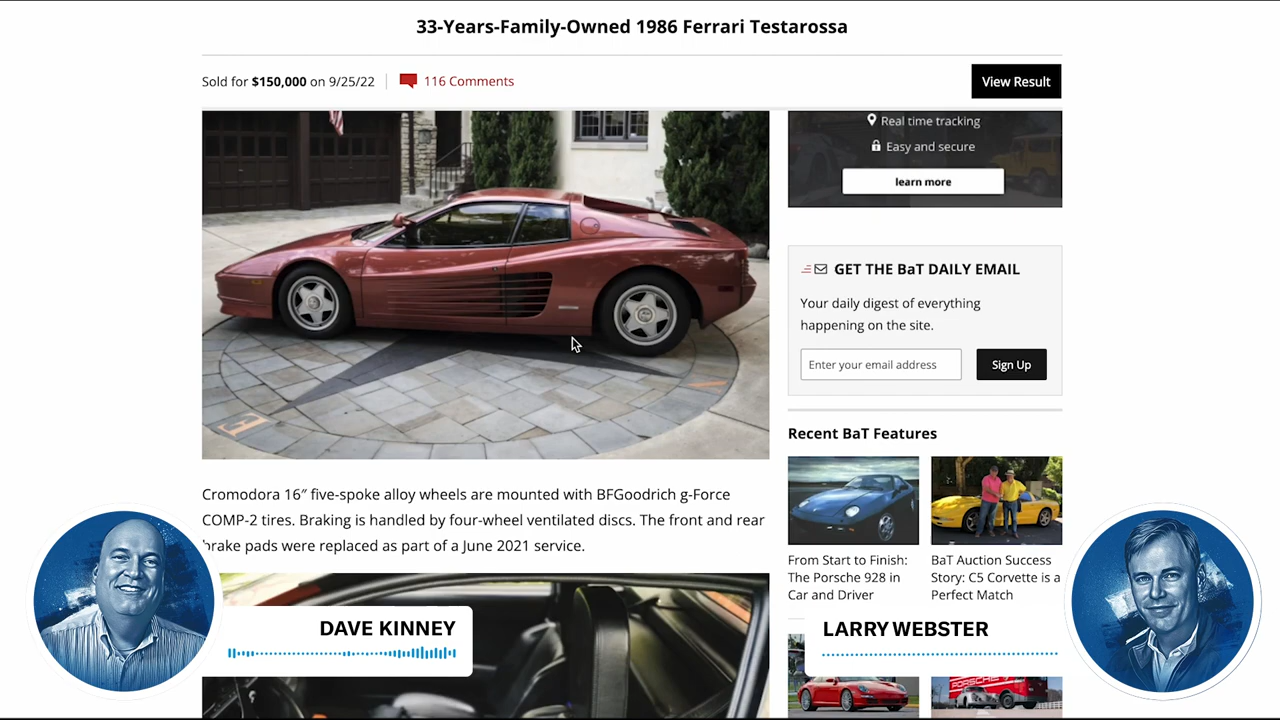 33-Years-Family-Owned 1986 Ferrari Testarossa
Sold for $150,000 on 9/25/22
116 Comments
View Result
Real time tracking
Easy and secure
learn more
GET THE BaT DAILY EMAIL
Your daily digest of everything
happening on the site.
Enter your email address
Sign Up
Recent BaT Features
Cromodora 16″ five-spoke alloy wheels are mounted with BFGoodrich g-Force
COMP-2 tires. Braking is handled by four-wheel ventilated discs. The front and rear
brake pads were replaced as part of a June 2021 service.
From Start to Finish:
The Porsche 928 in
Car and Driver
BaT Auction Success
Story: C5 Corvette is a
Perfect Match
DAVE KINNEY
LARRY WEBSTER
PORSCHE